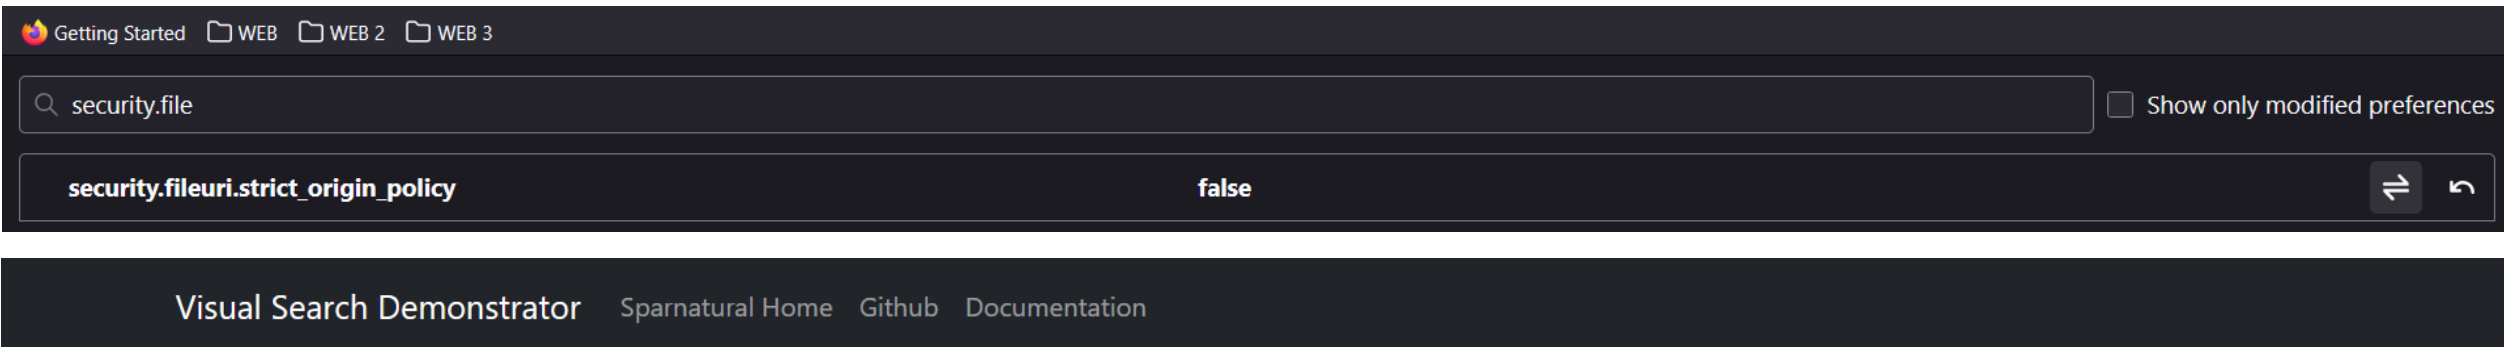 Getting Started WEB WEB 2 WEB 3
security.file Show only modified preferences
security.fileuri.strict_origin_policy false
Visual Search Demonstrator Sparnatural Home Github Documentation